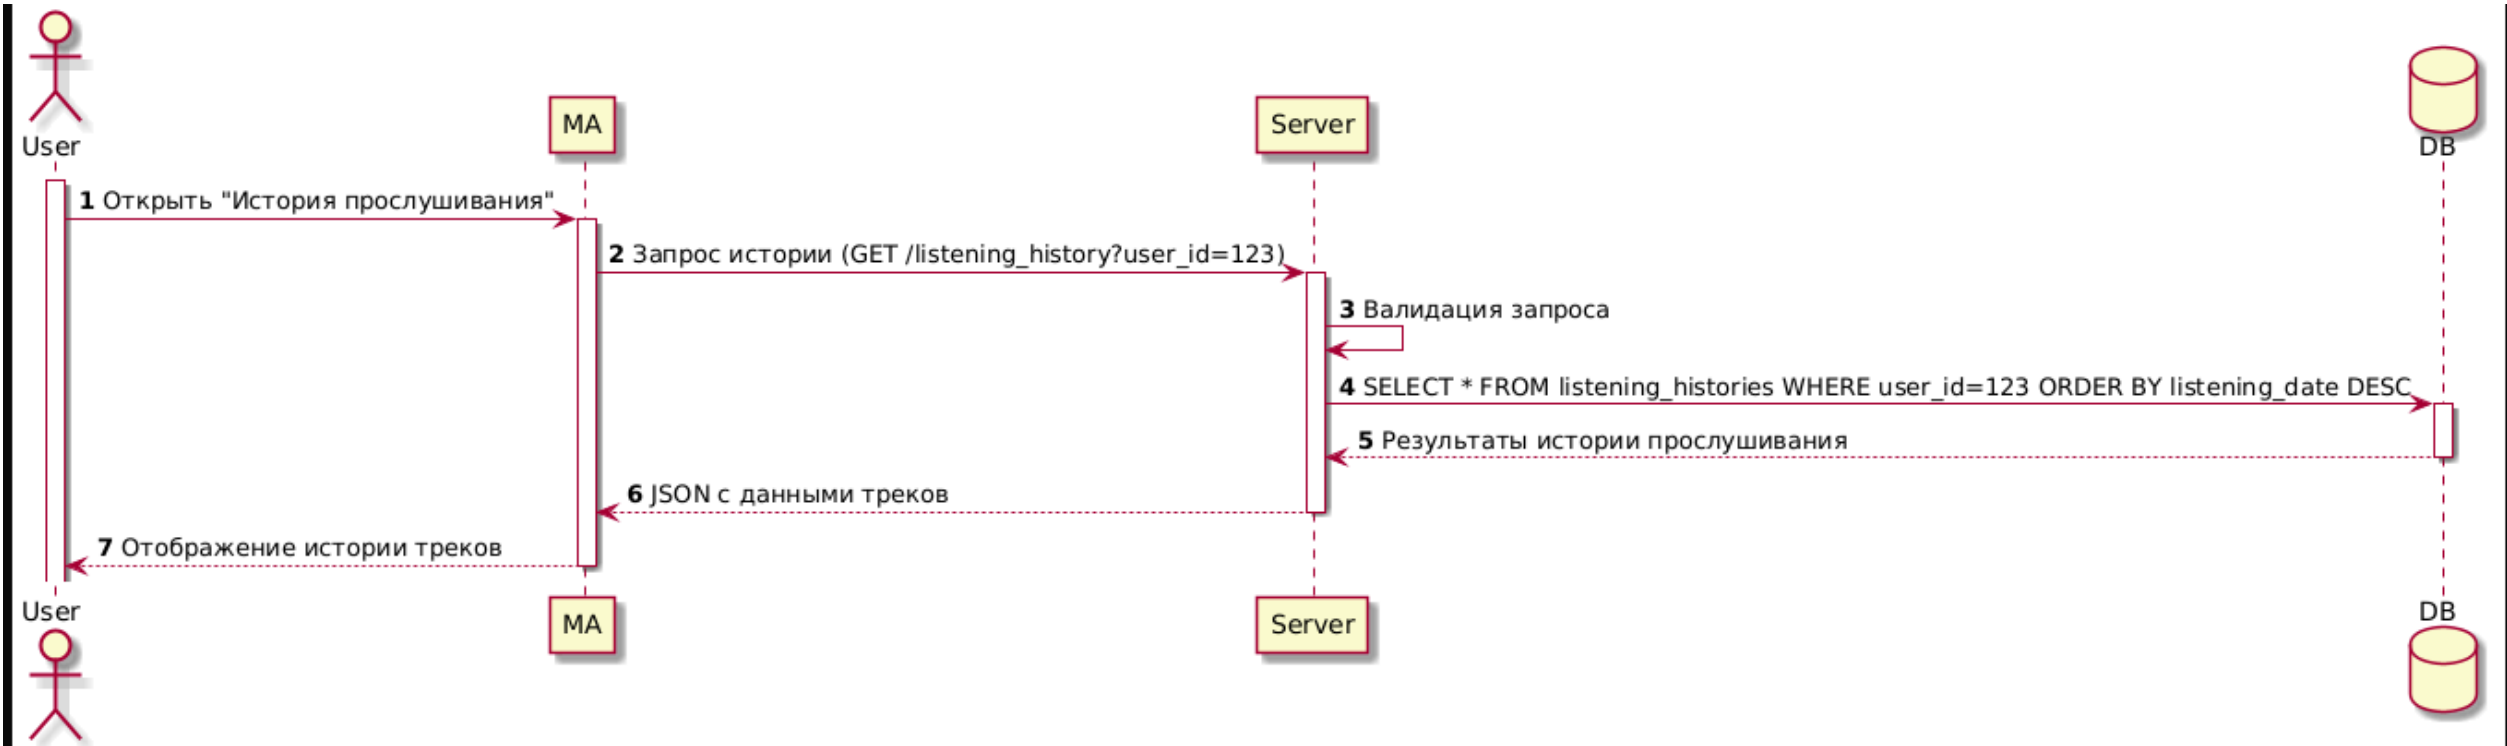 User
MA
Server
DB
1 Открыть "История прослушивания"
2 Запрос истории (GET /listening_history?user_id=123)
3 Валидация запроса
4 SELECT * FROM listening_histories WHERE user_id=123 ORDER BY listening_date DESC
5 Результаты истории прослушивания
6 JSON с данными треков
7 Отображение истории треков
User
MA
Server
DB